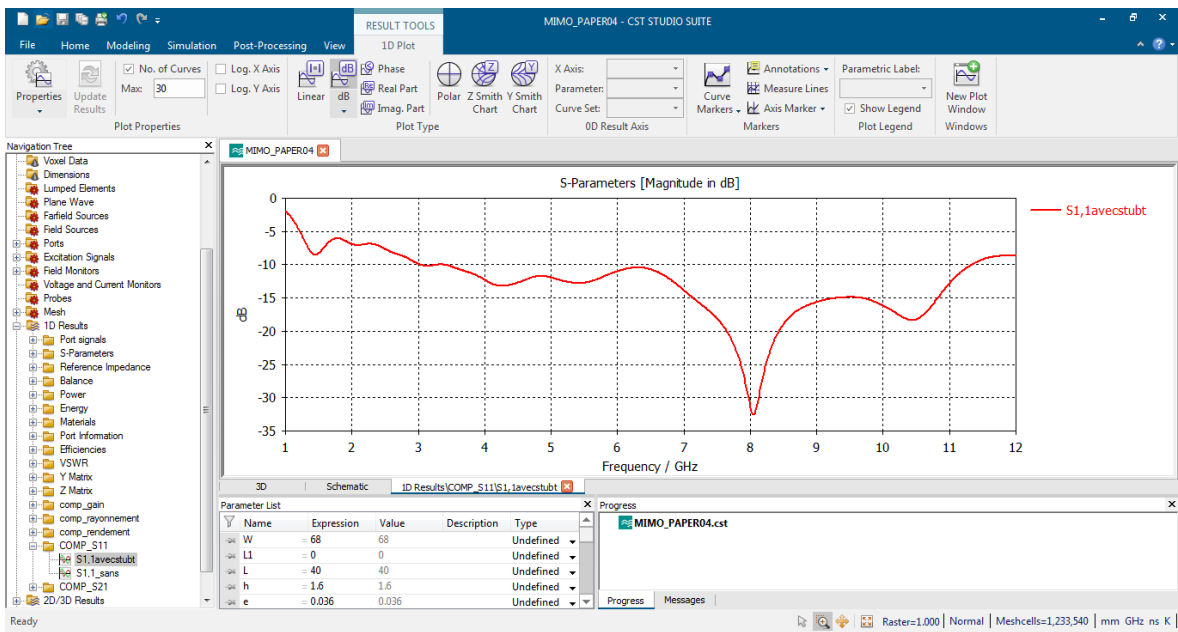 MIMO_PAPER04 - CST STUDIO SUITE
RESULT TOOLS
File Home Modeling Simulation Post-Processing View 1D Plot
Properties
Update Results
No. of Curves
Max: 30
Log. X Axis
Log. Y Axis
Plot Properties
Linear
dB
Phase
Real Part
Imag. Part
Polar
Z Smith Chart
Y Smith Chart
Plot Type
X Axis:
Parameter:
Curve Set:
0D Result Axis
Curve Markers
Annotations
Measure Lines
Axis Marker
Markers
Parametric Label:
Show Legend
Plot Legend
New Plot Window
Windows
Navigation Tree
Voxel Data
Dimensions
Lumped Elements
Plane Wave
Farfield Sources
Field Sources
Ports
Excitation Signals
Field Monitors
Voltage and Current Monitors
Probes
Mesh
1D Results
Port signals
S-Parameters
Reference Impedance
Balance
Power
Energy
Materials
Port Information
Efficiencies
VSWR
Y Matrix
Z Matrix
comp_gain
comp_rayonnement
comp_rendement
COMP_S11
S1,1avecstubt
S1,1_sans
COMP_S21
2D/3D Results
MIMO_PAPER04
S-Parameters [Magnitude in dB]
S1,1avecstubt
0
-5
-10
-15
-20
-25
-30
-35
dB
1 2 3 4 5 6 7 8 9 10 11 12
Frequency / GHz
3D Schematic 1D Results\COMP_S11\S1,1avecstubt
Parameter List
Name Expression Value Description Type
W = 68 68 Undefined
L1 = 0 0 Undefined
L = 40 40 Undefined
h = 1.6 1.6 Undefined
e = 0.036 0.036 Undefined
Progress
MIMO_PAPER04.cst
Progress Messages
Ready
Raster=1.000 Normal Meshcells=1,233,540 mm GHz ns K